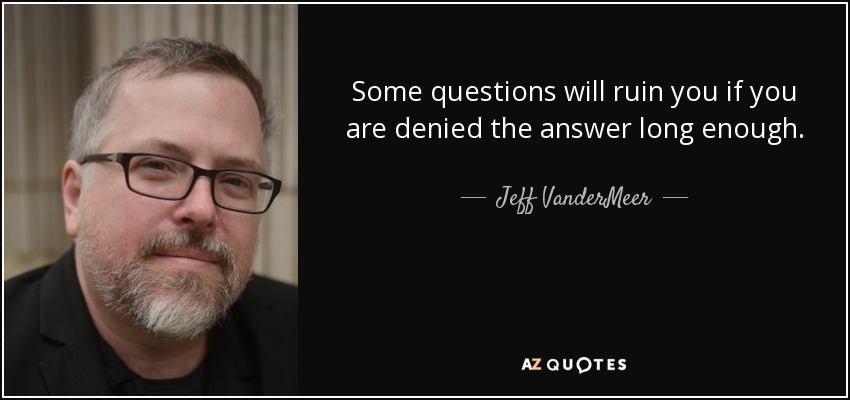 Some questions will ruin you if you
are denied the answer long enough.
Jeff VanderMeer
AZ QUOTES